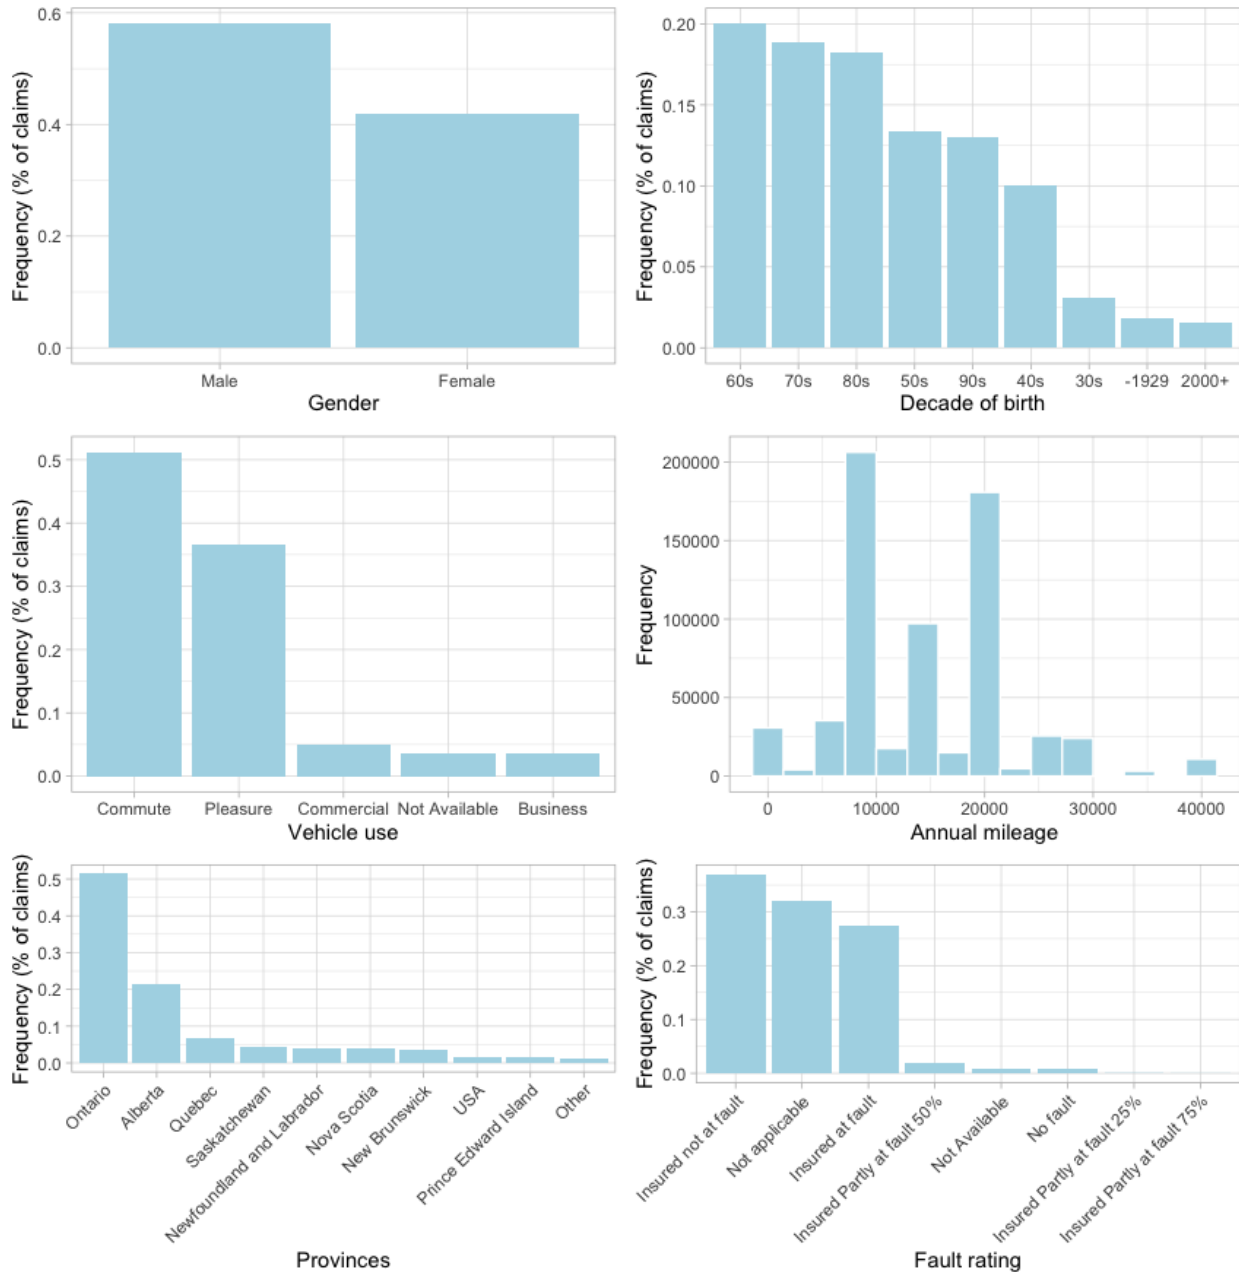 Frequency (% of claims)
0.6
0.4
0.2
0.0
Male Female
Gender
Frequency (% of claims)
0.20
0.15
0.10
0.05
0.00
60s 70s 80s 50s 90s 40s 30s -1929 2000+
Decade of birth
Frequency (% of claims)
0.5
0.4
0.3
0.2
0.1
0.0
Commute Pleasure Commercial Not Available Business
Vehicle use
Frequency
200000
150000
100000
50000
0
0 10000 20000 30000 40000
Annual mileage
Frequency (% of claims)
0.5
0.4
0.3
0.2
0.1
0.0
Ontario
Alberta
Quebec
Saskatchewan
Newfoundland and Labrador
Nova Scotia
New Brunswick
USA
Prince Edward Island
Other
Provinces
Frequency (% of claims)
0.3
0.2
0.1
0.0
Insured not at fault
Not applicable
Insured at fault
Insured Partly at fault 50%
Not Available
No fault
Insured Partly at fault 25%
Insured Partly at fault 75%
Fault rating